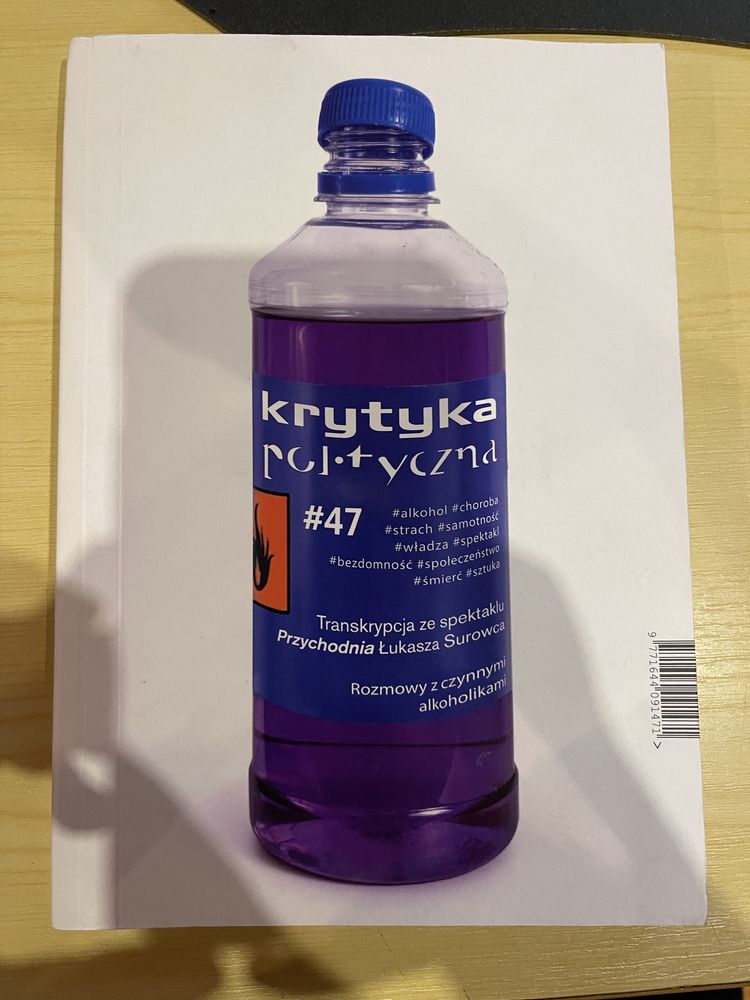 krytyka
polityczna
#47
#alkohol #choroba
#strach #samotność
#władza #spektakl
#bezdomność #społeczeństwo
#śmierć #sztuka
Transkrypcja ze spektaklu
Przychodnia Łukasza Surowca
Rozmowy z czynnymi
alkoholikami
9 771644 091471 >